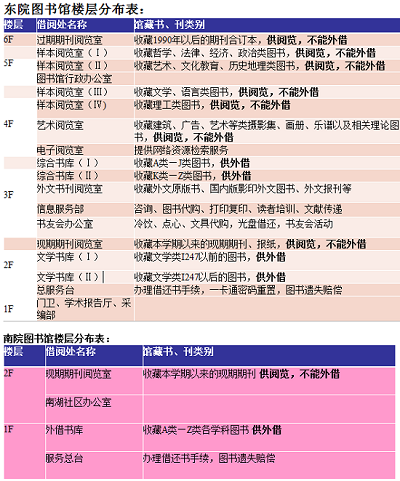 东院图书馆楼层分布表：
楼层 借阅处名称 馆藏书、刊类别
6F 过期期刊阅览室 收藏1990年以后的期刊合订本，供阅览，不能外借
样本阅览室（Ⅰ） 收藏哲学、法律、经济、政治类图书，供阅览，不能外借
5F 样本阅览室（Ⅱ） 收藏艺术、文化教育、历史地理类图书，供阅览，不能外借
图书馆行政办公室
样本阅览室（Ⅲ） 收藏文学、语言类图书，供阅览，不能外借
样本阅览室（Ⅳ） 收藏理工类图书，供阅览，不能外借
4F 艺术阅览室 收藏建筑、广告、艺术等类摄影集、画册、乐谱以及相关理论图
书，供阅览，不能外借
电子阅览室 提供网络资源检索服务
综合书库（Ⅰ） 收藏A类－J类图书，供外借
综合书库（Ⅱ） 收藏K类－Z类图书，供外借
3F 外文书刊阅览室 收藏外文原版书、国内版影印外文图书、外文报刊等
信息服务部 咨询、图书代购、打印复印、读者培训、文献传递
书友会办公室 冷饮、点心、文具代购，光盘外还，书友会活动
现期期刊阅览室 收藏本学期以来的现期期刊、报纸，供阅览，不能外借
2F 文学书库（Ⅰ） 收藏文学类I247以前的图书，供外借
文学书库（Ⅱ） 收藏文学类I247以后的图书，供外借
总服务台 办理借还书手续，一卡通密码重置，图书遗失赔偿
1F 门卫、学术报告厅、采
编部
南院图书馆楼层分布表：
楼层 借阅处名称 馆藏书、刊类别
2F 现期期刊阅览室 收藏本学期以来的现期期刊 供阅览，不能外借
南湖社区办公室
1F 外借书库 收藏A类－Z类各学科图书 供外借
服务总台 办理借还书手续，图书遗失赔偿